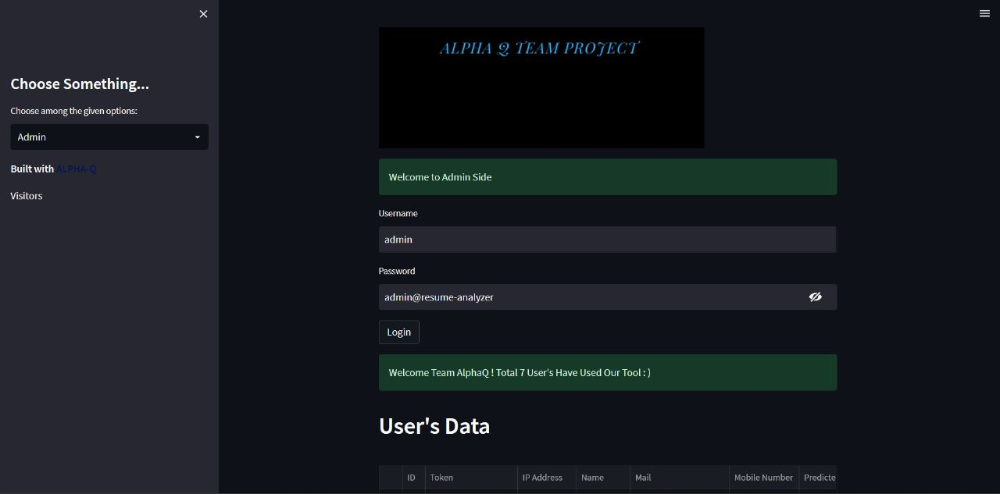 Choose Something...
Choose among the given options:
Admin
Built with ALPHA-Q
Visitors
ALPHA Q TEAM PROJECT
Welcome to Admin Side
Username
admin
Password
admin@resume-analyzer
Login
Welcome Team AlphaQ ! Total 7 User's Have Used Our Tool : )
User's Data
ID Token IP Address Name Mail Mobile Number Predicte